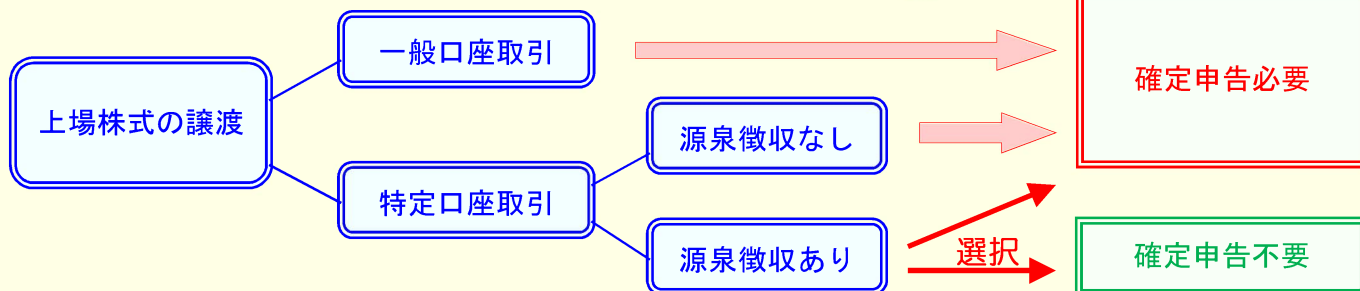 一般口座取引
確定申告必要
上場株式の譲渡
源泉徴収なし
特定口座取引
源泉徴収あり
選択
確定申告不要